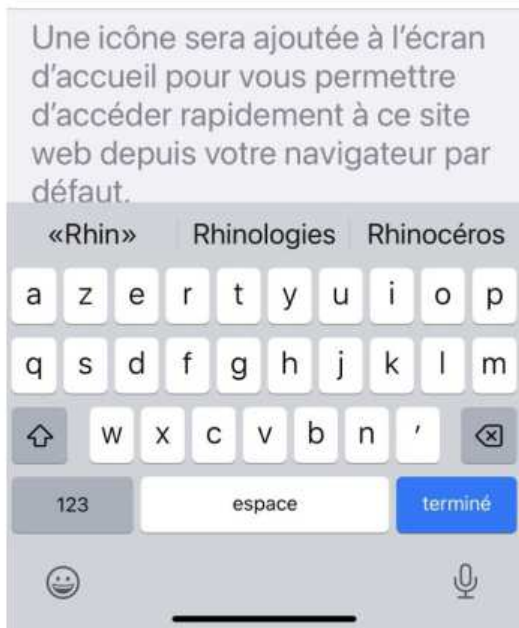 Une icône sera ajoutée à l’écran
d’accueil pour vous permettre
d’accéder rapidement à ce site
web depuis votre navigateur par
défaut.
«Rhin» Rhinologies Rhinocéros
a z e r t y u i o p
q s d f g h j k l m
w x c v b n ’
123 espace terminé